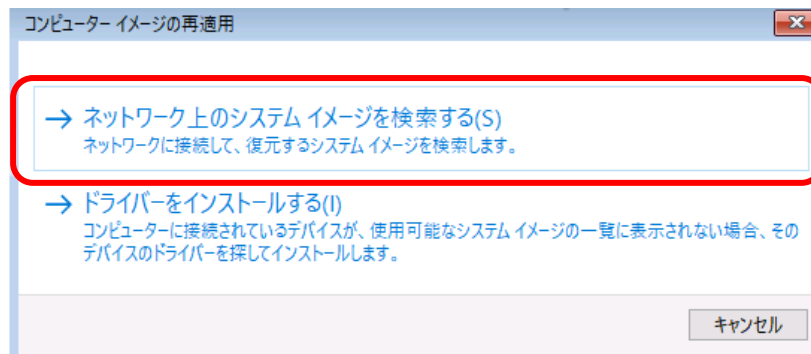 コンピューター イメージの再適用
→ ネットワーク上のシステム イメージを検索する(S)
ネットワークに接続して、復元するシステム イメージを検索します。
→ ドライバーをインストールする(I)
コンピューターに接続されているデバイスが、使用可能なシステム イメージの一覧に表示されない場合、その
デバイスのドライバーを探してインストールします。
キャンセル